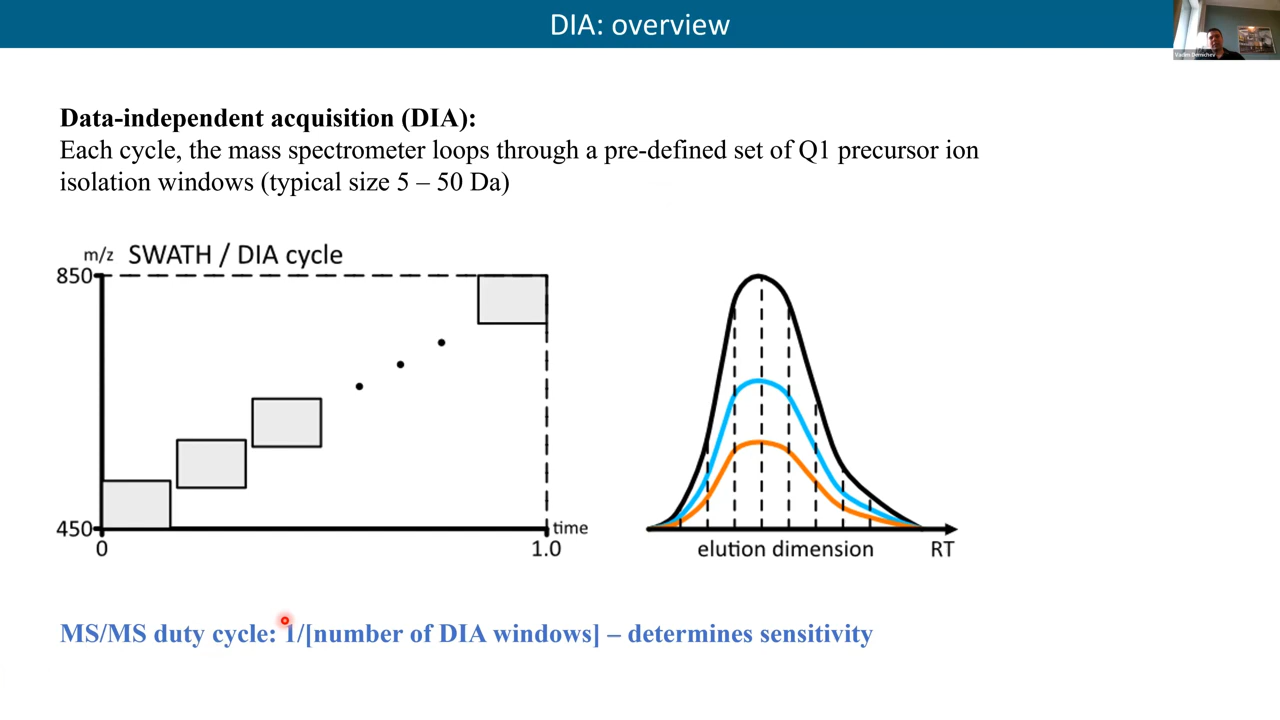 DIA: overview
Data-independent acquisition (DIA):
Each cycle, the mass spectrometer loops through a pre-defined set of Q1 precursor ion
isolation windows (typical size 5 – 50 Da)
m/z SWATH / DIA cycle
850
450
0
1.0
time
elution dimension
RT
MS/MS duty cycle: 1/[number of DIA windows] – determines sensitivity